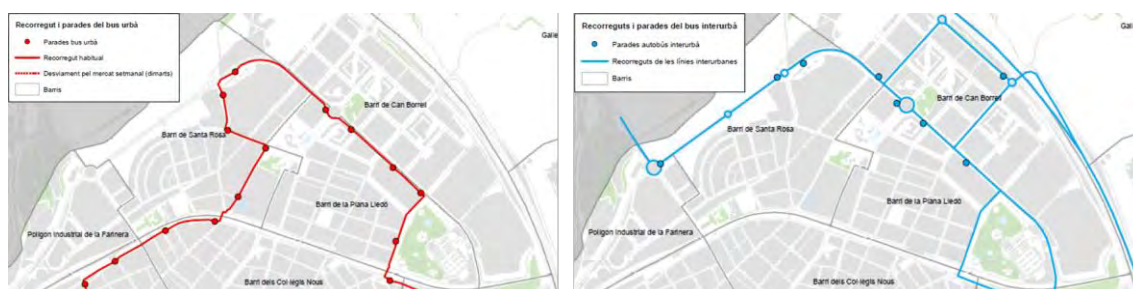 Recorregut i parades del bus urbà
Parades bus urbà
Recorregut habitual
Desviament pel mercat setmanal (dimarts)
Barris
Galle
Barri de Can Borrell
Barri de Santa Rosa
Barri de la Plana Lledó
Polígon Industrial de la Farinera
Barri dels Col·legis Nous
Recorreguts i parades del bus interurbà
Parades autobús interurbà
Recorreguts de les línies interurbanes
Barris
Galle
Barri de Can Borrell
Barri de Santa Rosa
Barri de la Plana Lledó
Polígon Industrial de la Farinera
Barri dels Col·legis Nous